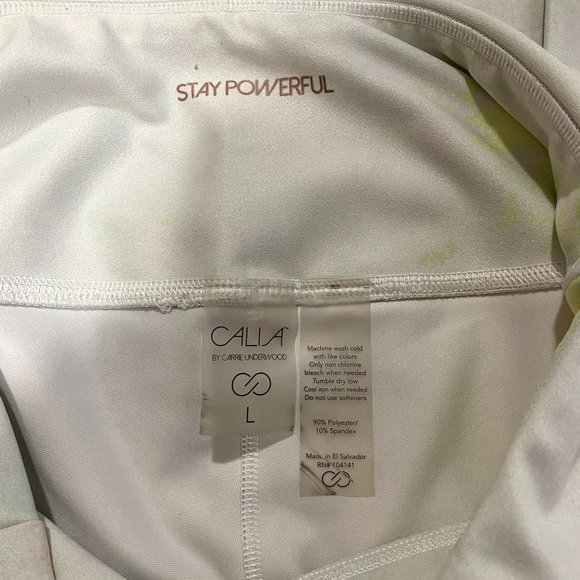 STAY POWERFUL
CALIA™
BY CARRIE UNDERWOOD
L
Machine wash cold
with like colors
Only non chlorine
bleach when needed
Tumble dry low
Cool iron when needed
Do not use softeners
90% Polyester/
10% Spandex
Made in El Salvador
RN# 104141